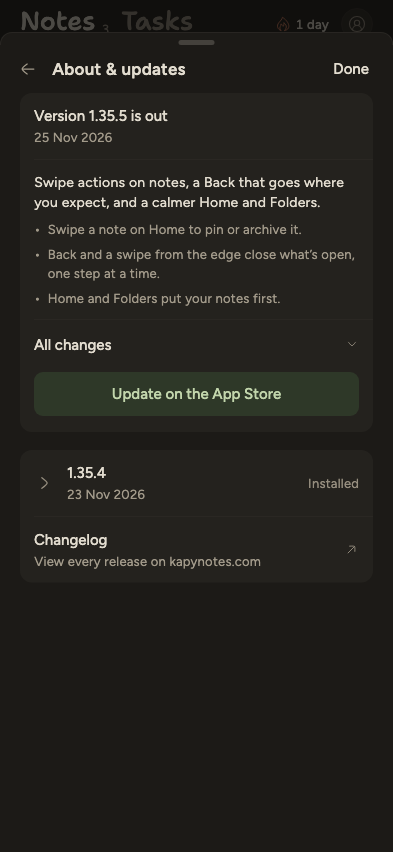 Notes 3 Tasks
1 day
About & updates
Done
Version 1.35.5 is out
25 Nov 2026
Swipe actions on notes, a Back that goes where
you expect, and a calmer Home and Folders.
• Swipe a note on Home to pin or archive it.
• Back and a swipe from the edge close what's open,
one step at a time.
• Home and Folders put your notes first.
All changes
Update on the App Store
1.35.4
23 Nov 2026
Installed
Changelog
View every release on kapynotes.com